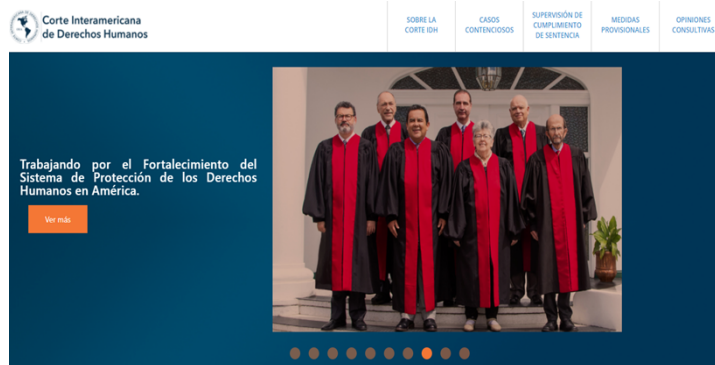 Corte Interamericana
de Derechos Humanos
SOBRE LA
CORTE IDH
CASOS
CONTENCIOSOS
SUPERVISIÓN DE
CUMPLIMIENTO
DE SENTENCIA
MEDIDAS
PROVISIONALES
OPINIONES
CONSULTIVAS
Trabajando por el Fortalecimiento del
Sistema de Protección de los Derechos
Humanos en América.
Ver más